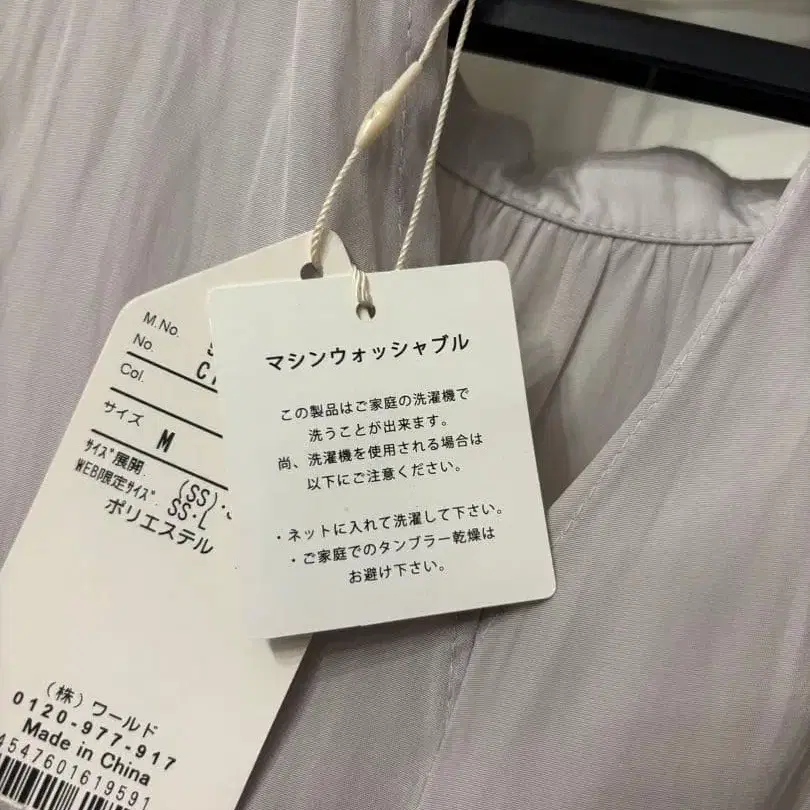 マシンウォッシャブル
この製品はご家庭の洗濯機で
洗うことが出来ます。
尚、洗濯機を使用される場合は
以下にご注意ください。
・ネットに入れて洗濯して下さい。
・ご家庭でのタンブラー乾燥は
お避け下さい。
M.No.
No.
Col.
サイズ M
サイズ展開 (SS)・
WEB限定サイズ SS・L
ポリエステル
(株)ワールド
0120-977-917
Made in China
4547601619591